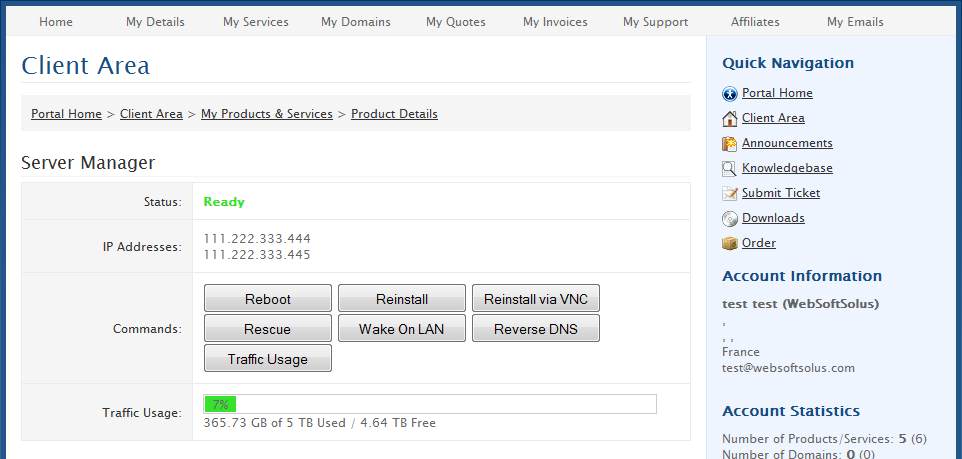 Home My Details My Services My Domains My Quotes My Invoices My Support Affiliates My Emails
Client Area
Portal Home > Client Area > My Products & Services > Product Details
Server Manager
Status: Ready
IP Addresses: 111.222.333.444
111.222.333.445
Commands:
Reboot Reinstall Reinstall via VNC
Rescue Wake On LAN Reverse DNS
Traffic Usage
Traffic Usage: 7%
365.73 GB of 5 TB Used / 4.64 TB Free
Quick Navigation
Portal Home
Client Area
Announcements
Knowledgebase
Submit Ticket
Downloads
Order
Account Information
test test (WebSoftSolus)
,
, ,
France
test@websoftsolus.com
Account Statistics
Number of Products/Services: 5 (6)
Number of Domains: 0 (0)